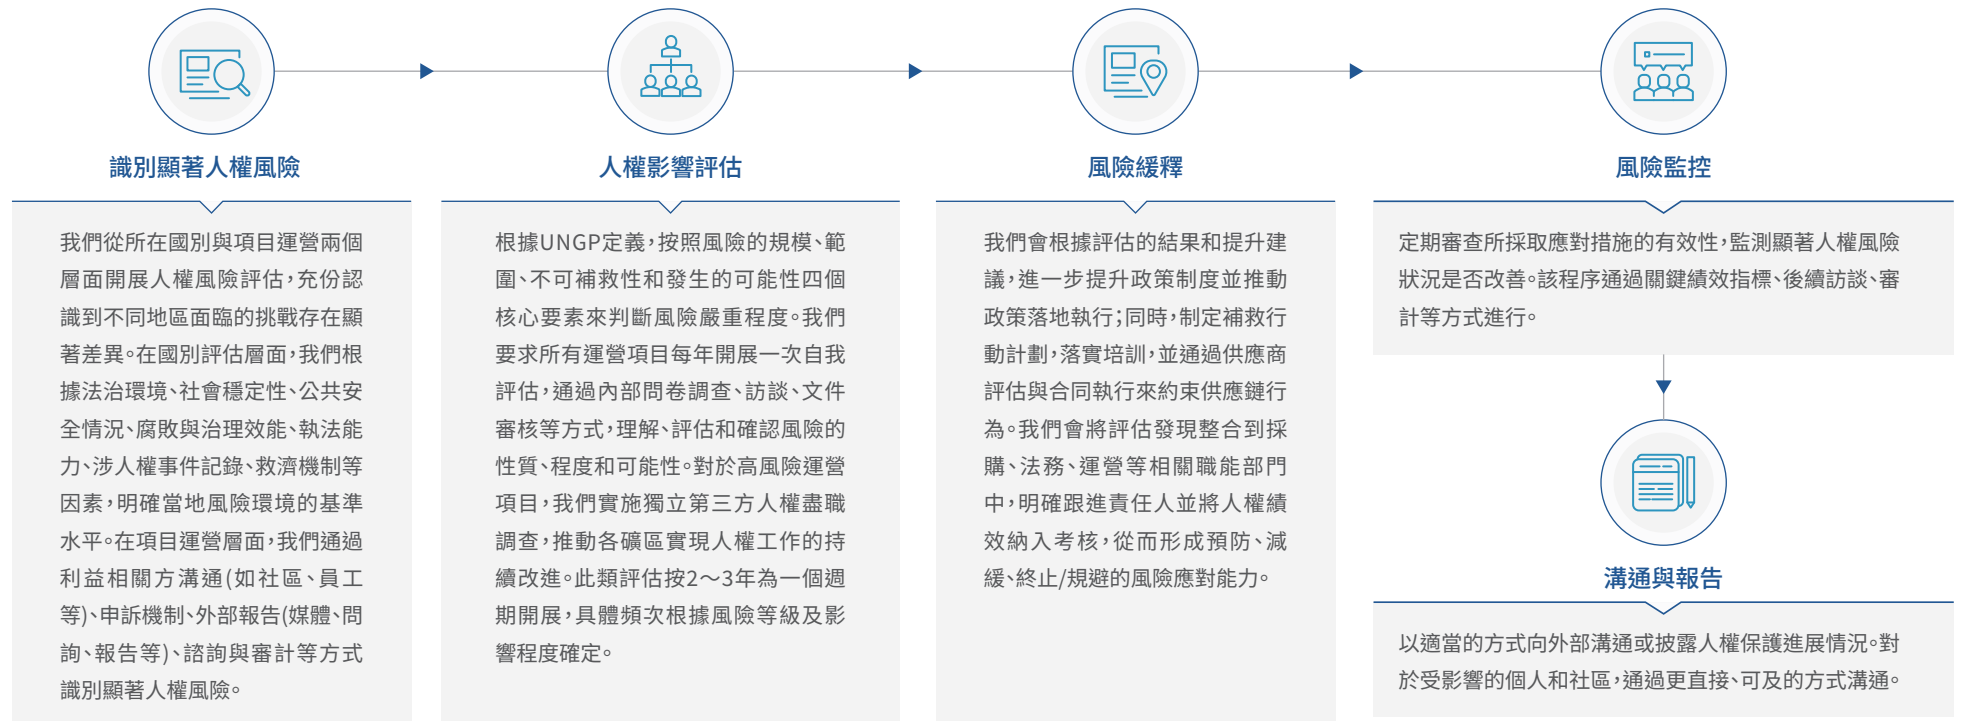 識別顯著人權風險
我們從所在國別與項目運營兩個
層面開展人權風險評估，充份認
識到不同地區面臨的挑戰存在顯
著差異。在國別評估層面，我們根
據法治環境、社會穩定性、公共安
全情況、腐敗與治理效能、執法能
力、涉人權事件記錄、救濟機制等
因素，明確當地風險環境的基準
水平。在項目運營層面，我們通過
利益相關方溝通(如社區、員工
等)、申訴機制、外部報告(媒體、問
詢、報告等)、諮詢與審計等方式
識別顯著人權風險。
人權影響評估
根據UNGP定義，按照風險的規模、範
圍、不可補救性和發生的可能性四個
核心要素來判斷風險嚴重程度。我們
要求所有運營項目每年開展一次自我
評估，通過內部問卷調查、訪談、文件
審核等方式，理解、評估和確認風險的
性質、程度和可能性。對於高風險運營
項目，我們實施獨立第三方人權盡職
調查，推動各礦區實現人權工作的持
續改進。此類評估按2～3年為一個週
期開展，具體頻次根據風險等級及影
響程度確定。
風險緩釋
我們會根據評估的結果和提升建
議，進一步提升政策制度並推動
政策落地執行；同時，制定補救行
動計劃，落實培訓，並通過供應商
評估與合同執行來約束供應鏈行
為。我們會將評估發現整合到採
購、法務、運營等相關職能部門
中，明確跟進責任人並將人權績
效納入考核，從而形成預防、減
緩、終止/規避的風險應對能力。
風險監控
定期審查所採取應對措施的有效性，監測顯著人權風險
狀況是否改善。該程序通過關鍵績效指標、後續訪談、審
計等方式進行。
溝通與報告
以適當的方式向外部溝通或披露人權保護進展情況。對
於受影響的個人和社區，通過更直接、可及的方式溝通。